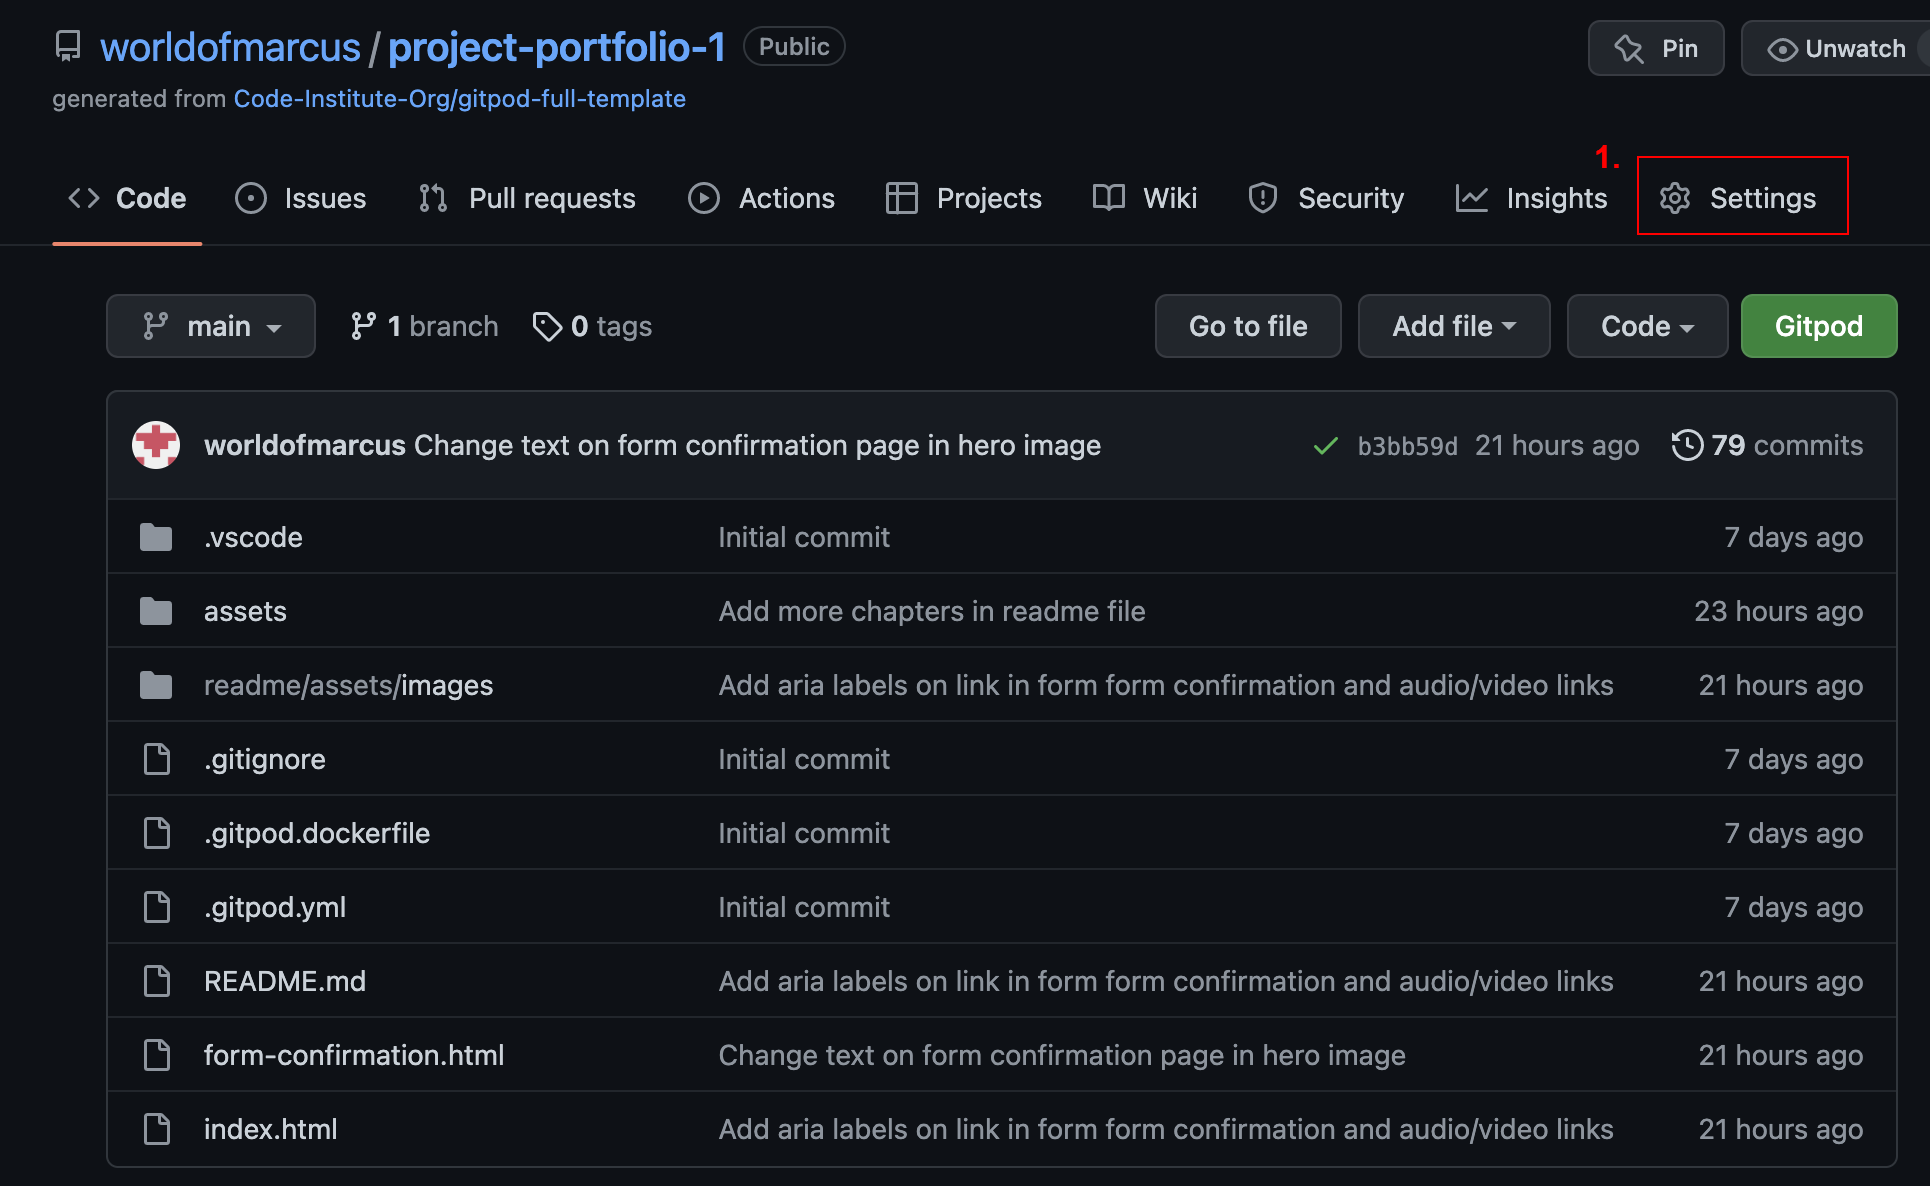 worldofmarcus / project-portfolio-1 Public Pin Unwatch
generated from Code-Institute-Org/gitpod-full-template
1.
Code Issues Pull requests Actions Projects Wiki Security Insights Settings
main 1 branch 0 tags Go to file Add file Code Gitpod
worldofmarcus Change text on form confirmation page in hero image b3bb59d 21 hours ago 79 commits
.vscode Initial commit 7 days ago
assets Add more chapters in readme file 23 hours ago
readme/assets/images Add aria labels on link in form form confirmation and audio/video links 21 hours ago
.gitignore Initial commit 7 days ago
.gitpod.dockerfile Initial commit 7 days ago
.gitpod.yml Initial commit 7 days ago
README.md Add aria labels on link in form form confirmation and audio/video links 21 hours ago
form-confirmation.html Change text on form confirmation page in hero image 21 hours ago
index.html Add aria labels on link in form form confirmation and audio/video links 21 hours ago